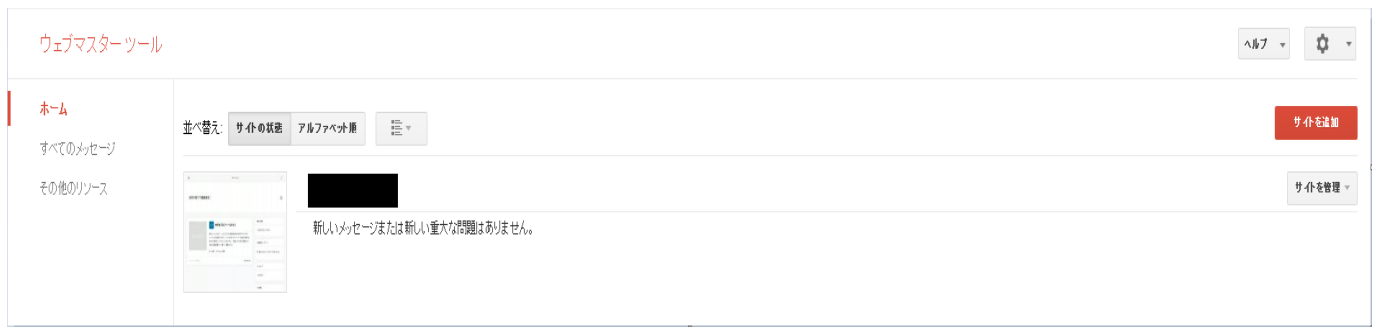 ウェブマスター ツール
ヘルプ
ホーム
すべてのメッセージ
その他のリソース
並べ替え: サイトの状態 アルファベット順
サイトを追加
サイトを管理
新しいメッセージまたは新しい重大な問題はありません。